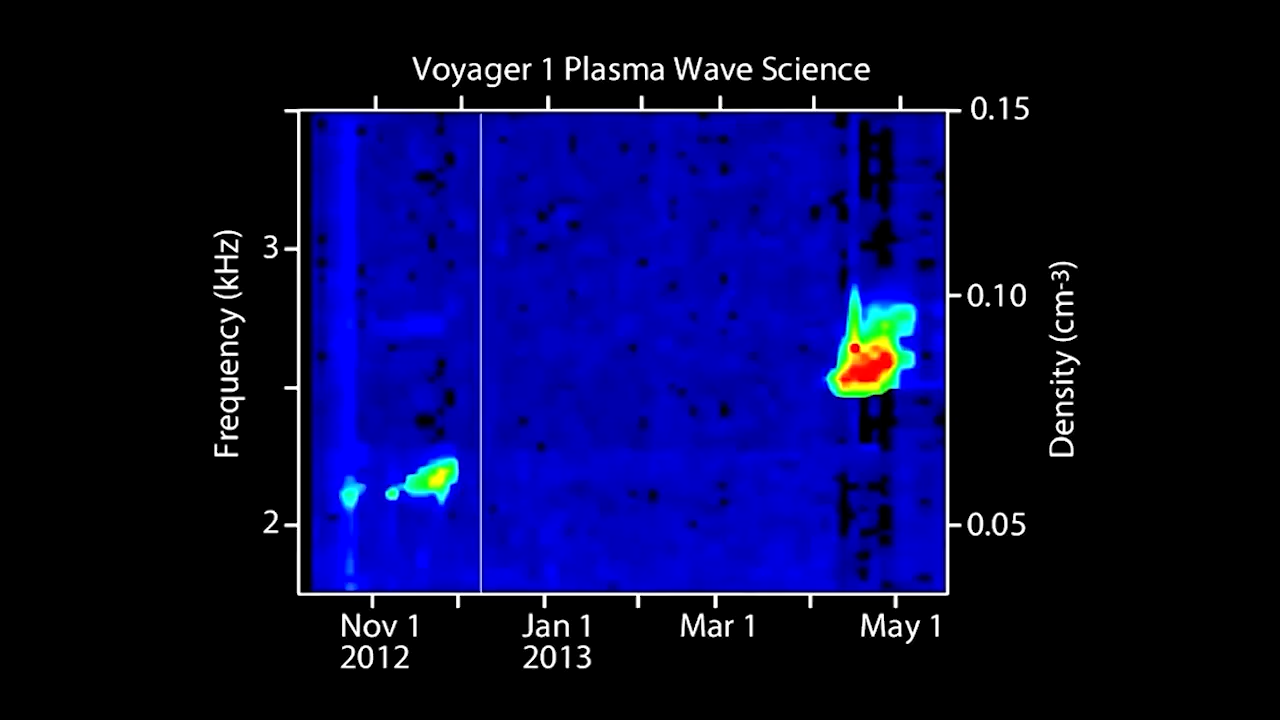 Voyager 1 Plasma Wave Science
0.15
3
0.10
Frequency (kHz)
Density (cm-3)
2
0.05
Nov 1
2012
Jan 1
2013
Mar 1
May 1